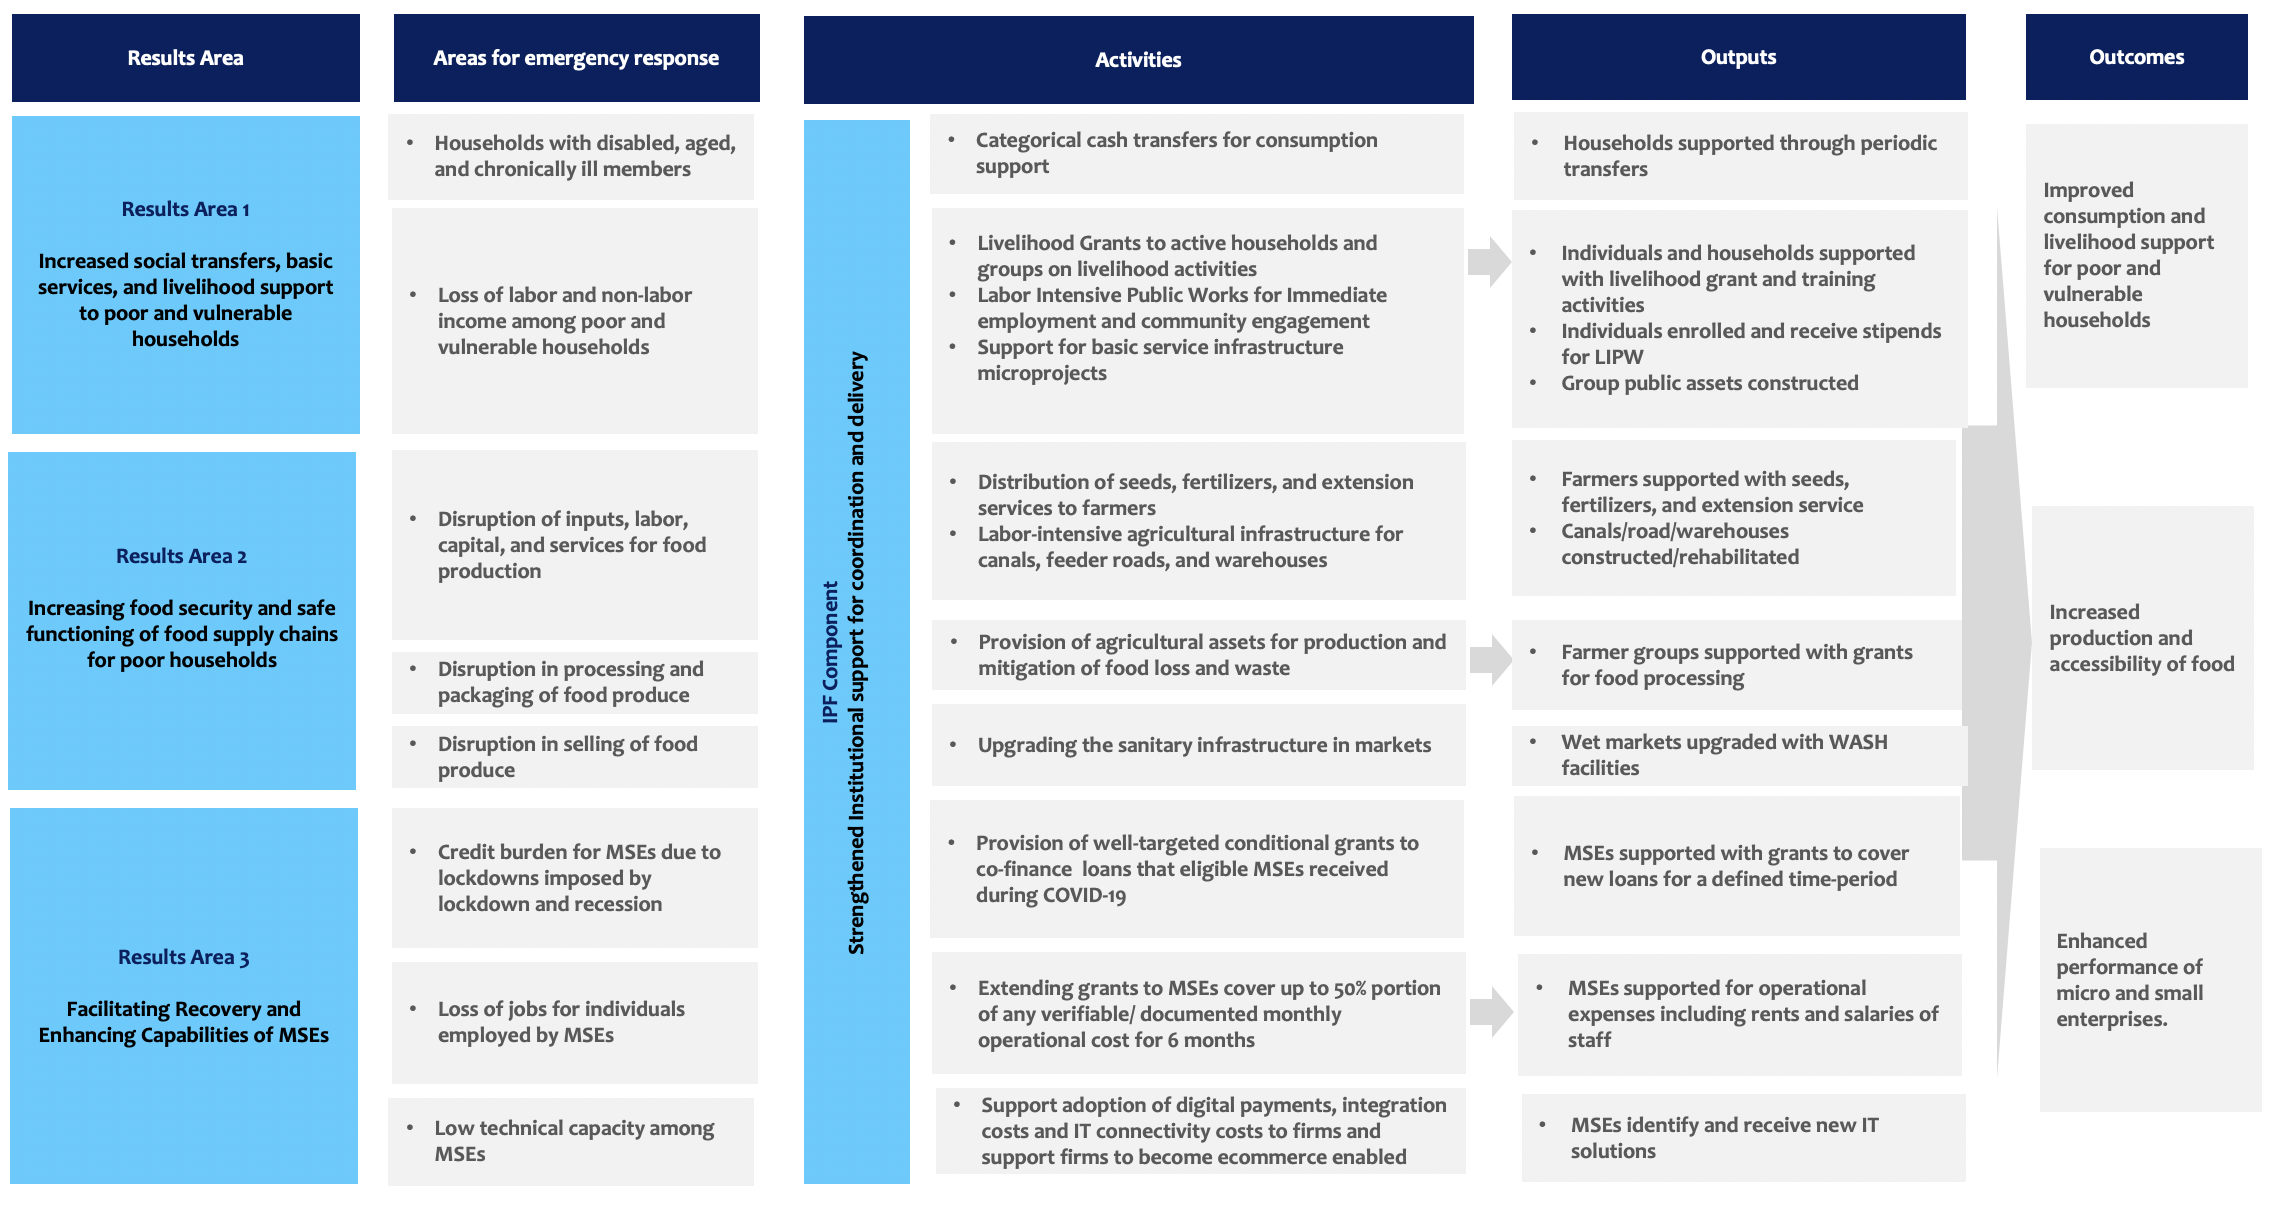 Results Area
Areas for emergency response
Activities
Outputs
Outcomes
Results Area 1
Increased social transfers, basic
services, and livelihood support
to poor and vulnerable
households
• Households with disabled, aged,
and chronically ill members
• Loss of labor and non-labor
income among poor and
vulnerable households
Results Area 2
Increasing food security and safe
functioning of food supply chains
for poor households
• Disruption of inputs, labor,
capital, and services for food
production
• Disruption in processing and
packaging of food produce
• Disruption in selling of food
produce
Results Area 3
Facilitating Recovery and
Enhancing Capabilities of MSEs
• Credit burden for MSEs due to
lockdowns imposed by
lockdown and recession
• Loss of jobs for individuals
employed by MSEs
• Low technical capacity among
MSEs
IPF Component
Strengthened Institutional support for coordination and delivery
• Categorical cash transfers for consumption
support
• Livelihood Grants to active households and
groups on livelihood activities
• Labor Intensive Public Works for Immediate
employment and community engagement
• Support for basic service infrastructure
microprojects
• Distribution of seeds, fertilizers, and extension
services to farmers
• Labor-intensive agricultural infrastructure for
canals, feeder roads, and warehouses
• Provision of agricultural assets for production and
mitigation of food loss and waste
• Upgrading the sanitary infrastructure in markets
• Provision of well-targeted conditional grants to
co-finance  loans that eligible MSEs received
during COVID-19
• Extending grants to MSEs cover up to 50% portion
of any verifiable/ documented monthly
operational cost for 6 months
• Support adoption of digital payments, integration
costs and IT connectivity costs to firms and
support firms to become ecommerce enabled
• Households supported through periodic
transfers
• Individuals and households supported
with livelihood grant and training
activities
• Individuals enrolled and receive stipends
for LIPW
• Group public assets constructed
• Farmers supported with seeds,
fertilizers, and extension service
• Canals/road/warehouses
constructed/rehabilitated
• Farmer groups supported with grants
for food processing
• Wet markets upgraded with WASH
facilities
• MSEs supported with grants to cover
new loans for a defined time-period
• MSEs supported for operational
expenses including rents and salaries of
staff
• MSEs identify and receive new IT
solutions
Improved
consumption and
livelihood support
for poor and
vulnerable
households
Increased
production and
accessibility of food
Enhanced
performance of
micro and small
enterprises.